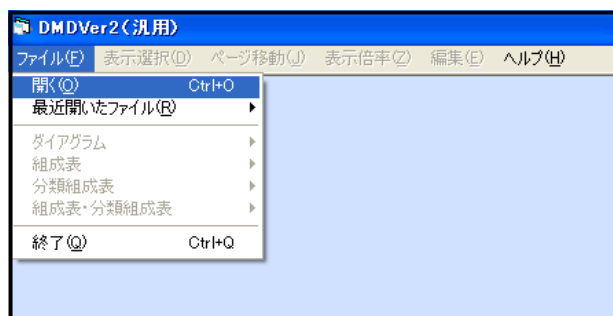 DMDVer2(汎用)
ファイル(F) 表示選択(D) ページ移動(J) 表示倍率(Z) 編集(E) ヘルプ(H)
開く(O) Ctrl+O
最近開いたファイル(R)
ダイアグラム
組成表
分類組成表
組成表・分類組成表
終了(Q) Ctrl+Q